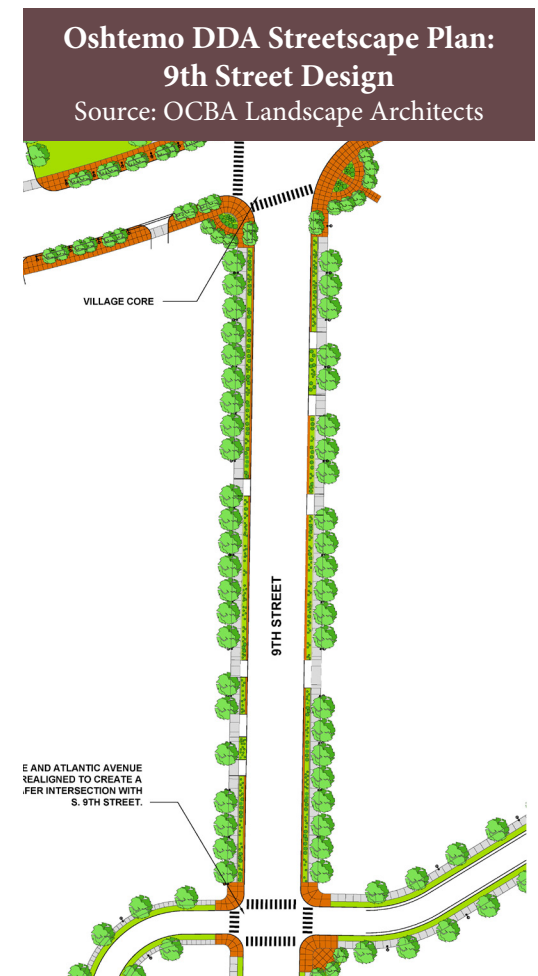 Oshtemo DDA Streetscape Plan:
9th Street Design
Source: OCBA Landscape Architects
VILLAGE CORE
9TH STREET
E AND ATLANTIC AVENUE
REALIGNED TO CREATE A
FER INTERSECTION WITH
S. 9TH STREET.